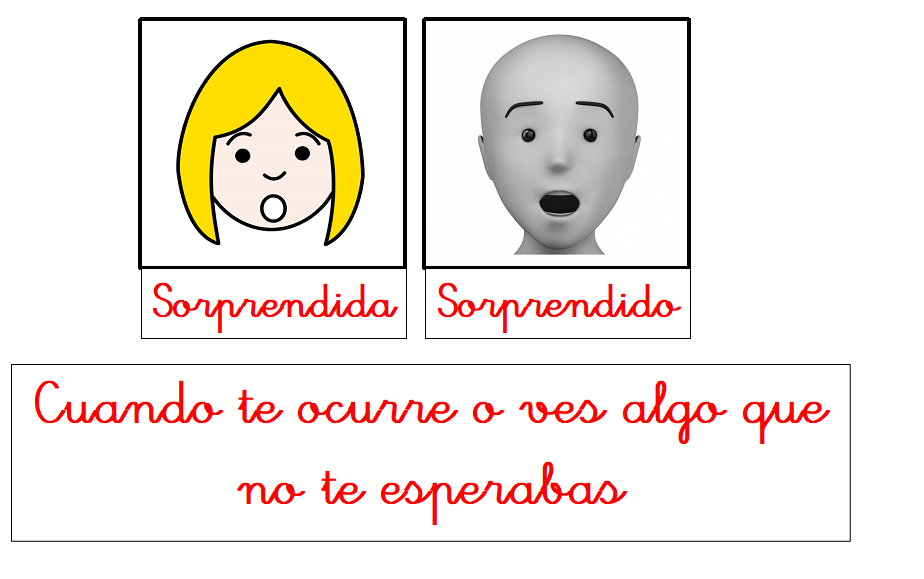 Sorprendida
Sorprendido
Cuando te ocurre o ves algo que
no te esperabas